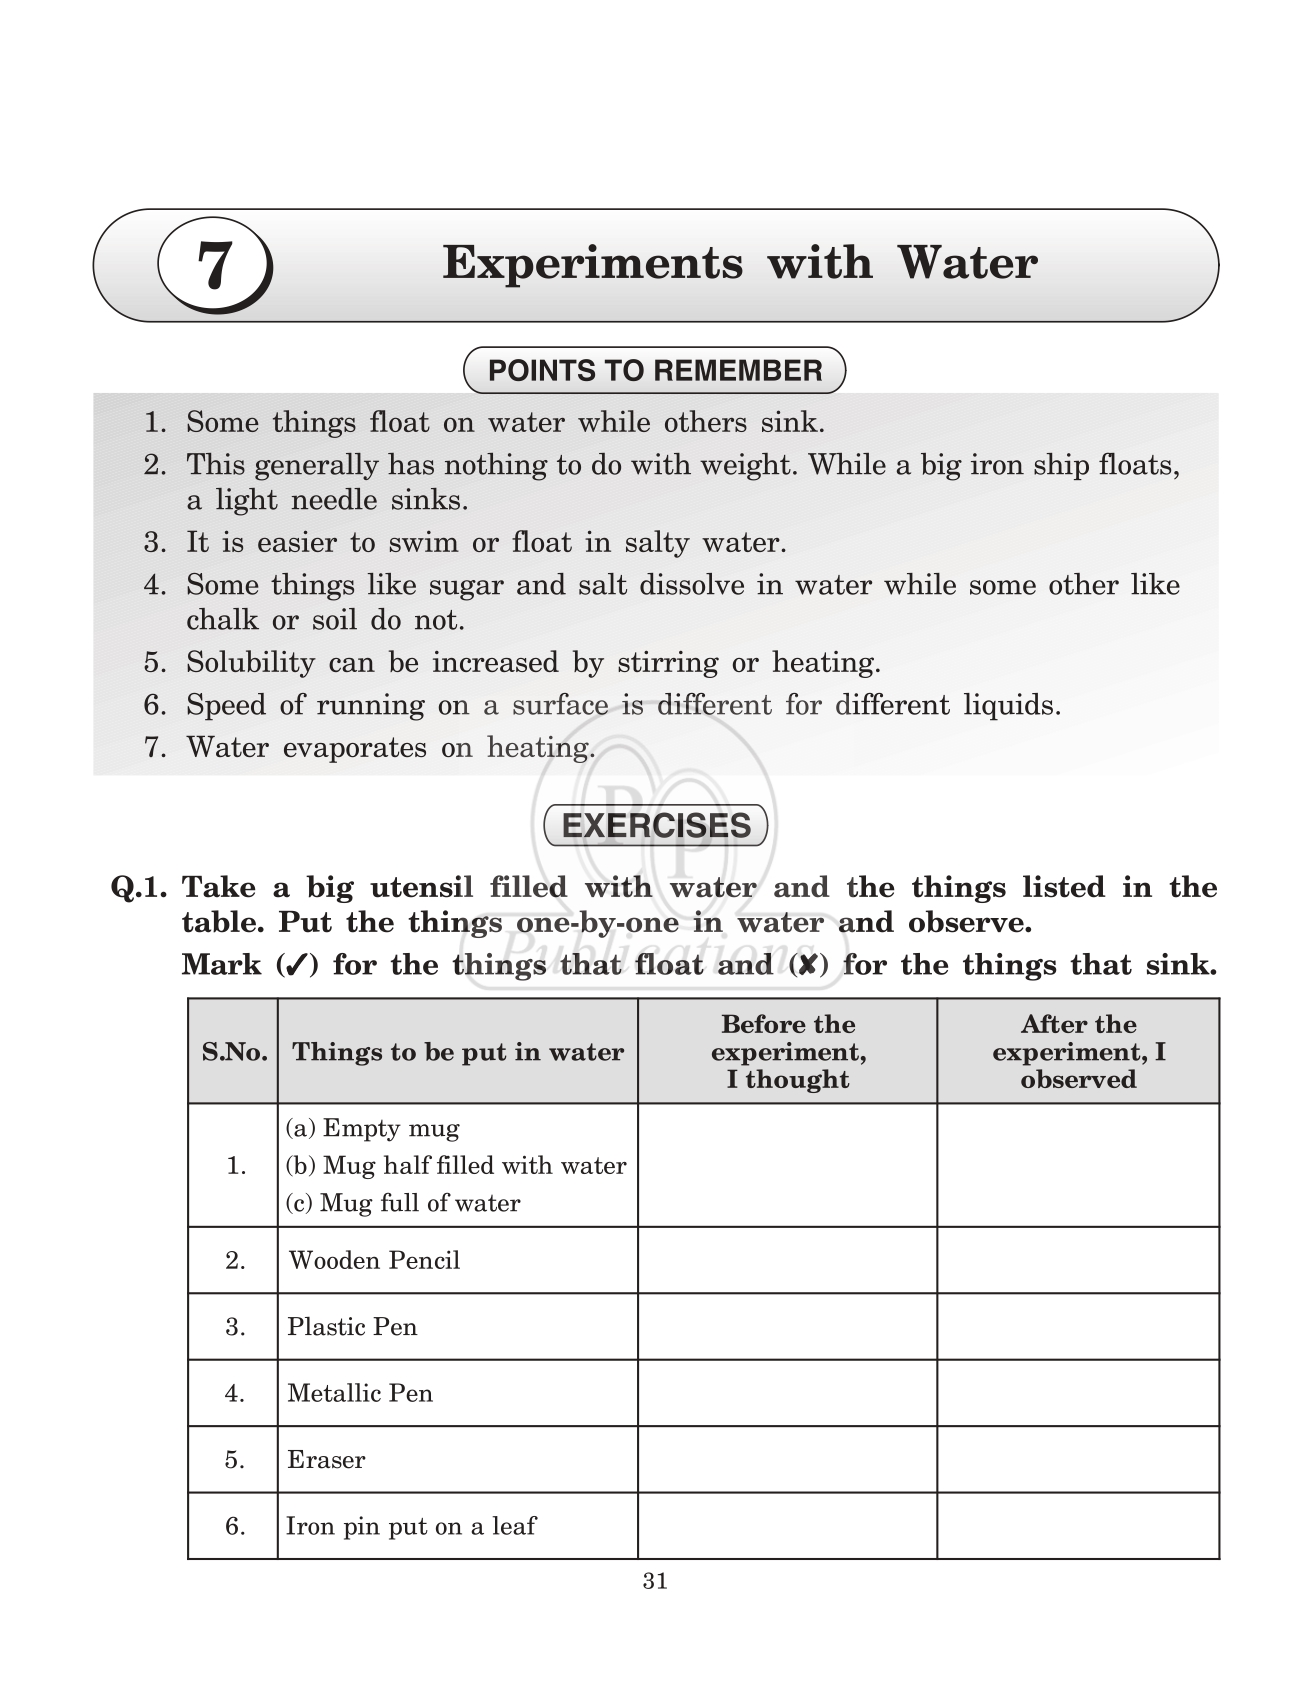 7
Experiments with Water
POINTS TO REMEMBER
1. Some things float on water while others sink.
2. This generally has nothing to do with weight. While a big iron ship floats,
a light needle sinks.
3. It is easier to swim or float in salty water.
4. Some things like sugar and salt dissolve in water while some other like
chalk or soil do not.
5. Solubility can be increased by stirring or heating.
6. Speed of running on a surface is different for different liquids.
7. Water evaporates on heating.
PP
EXERCISES
Q.1. Take a big utensil filled with water and the things listed in the
table. Put the things one-by-one in water and observe.
Publications
Mark (✓) for the things that float and (✘) for the things that sink.
S.No. Things to be put in water Before the experiment, I thought After the experiment, I observed
1. (a) Empty mug
(b) Mug half filled with water
(c) Mug full of water
2. Wooden Pencil
3. Plastic Pen
4. Metallic Pen
5. Eraser
6. Iron pin put on a leaf
31